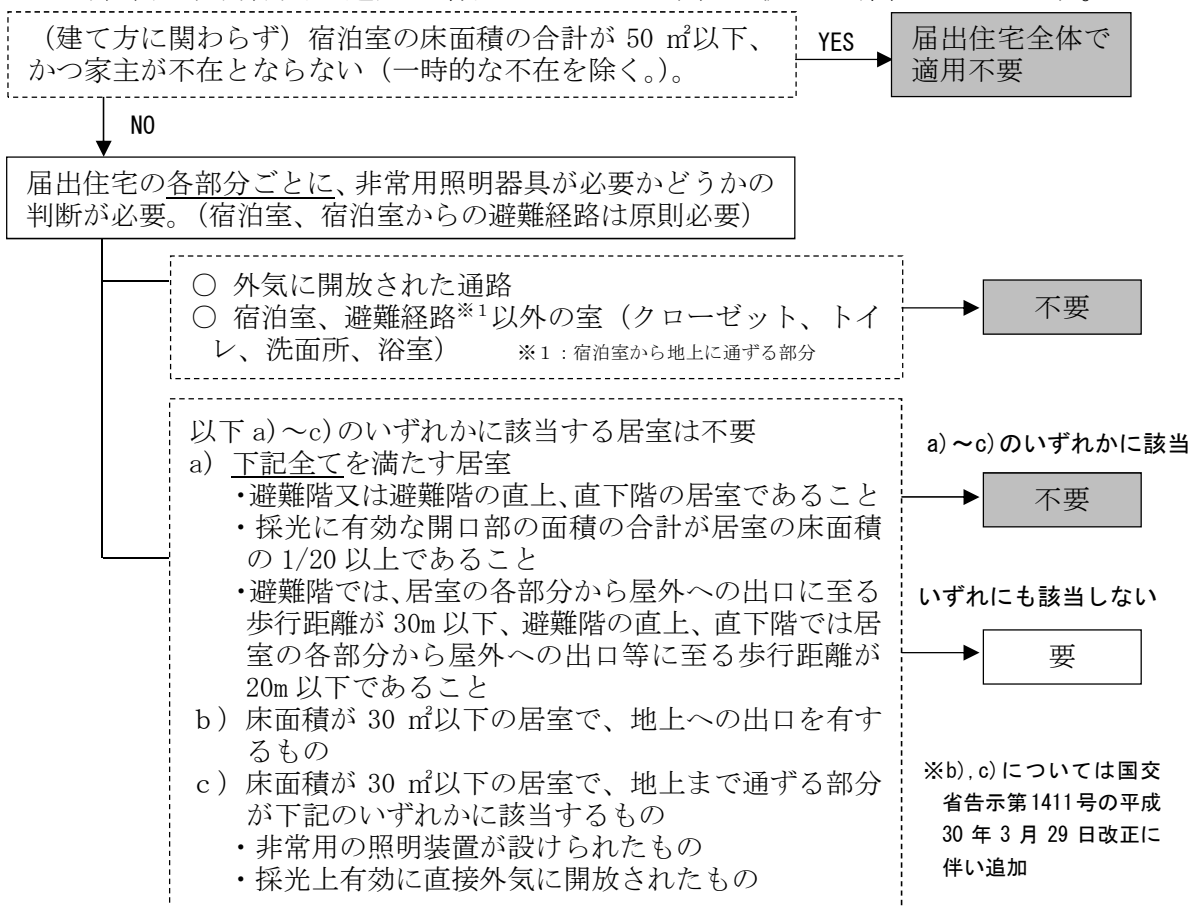 （建て方に関わらず）宿泊室の床面積の合計が 50 ㎡以下、
かつ家主が不在とならない（一時的な不在を除く。）。
YES
届出住宅全体で
適用不要
NO
届出住宅の各部分ごとに、非常用照明器具が必要かどうかの
判断が必要。（宿泊室、宿泊室からの避難経路は原則必要）
○ 外気に開放された通路
○ 宿泊室、避難経路※1以外の室（クローゼット、トイ
レ、洗面所、浴室）　※１：宿泊室から地上に通ずる部分
不要
以下 a)～c)のいずれかに該当する居室は不要
a) 下記全てを満たす居室
・避難階又は避難階の直上、直下階の居室であること
・採光に有効な開口部の面積の合計が居室の床面積
の 1/20 以上であること
・避難階では、居室の各部分から屋外への出口に至る
歩行距離が 30m 以下、避難階の直上、直下階では居
室の各部分から屋外への出口等に至る歩行距離が
20m 以下であること
ｂ）床面積が 30 ㎡以下の居室で、地上への出口を有す
るもの
ｃ）床面積が 30 ㎡以下の居室で、地上まで通ずる部分
が下記のいずれかに該当するもの
・非常用の照明装置が設けられたもの
・採光上有効に直接外気に開放されたもの
a)～c)のいずれかに該当
不要
いずれにも該当しない
要
※b),c)については国交
省告示第1411号の平成
30 年 3 月 29 日改正に
伴い追加